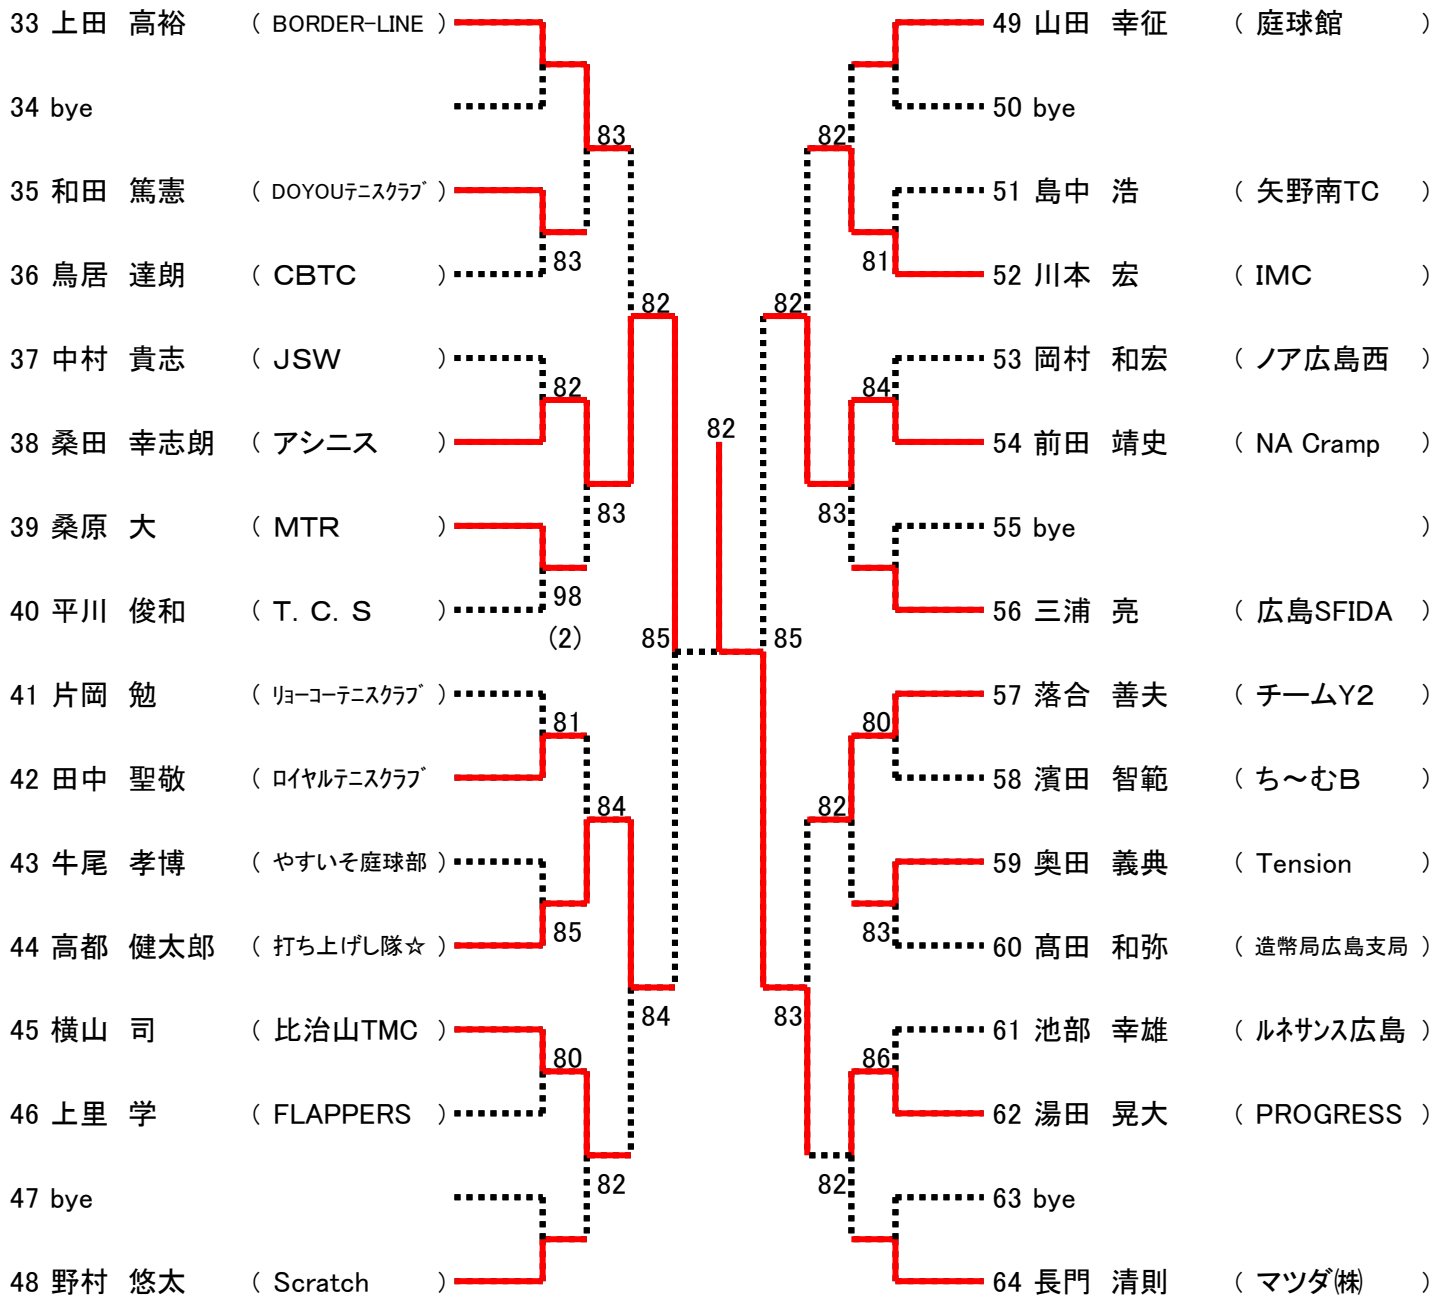 33 上田 高裕 （ BORDER-LINE ）
34 bye
83
35 和田 篤憲 （ DOYOUﾃﾆｽｸﾗﾌﾞ ）
83
36 鳥居 達朗 （ CBTC ）
82
37 中村 貴志 （ JSW ）
82
38 桑田 幸志朗 （ アシニス ）
83
39 桑原 大 （ MTR ）
98
40 平川 俊和 （ T. C. S ）
(2)
85
41 片岡 勉 （ ﾘｮｰｺｰﾃﾆｽｸﾗﾌﾞ ）
81
42 田中 聖敬 （ ﾛｲﾔﾙﾃﾆｽｸﾗﾌﾞ
84
43 牛尾 孝博 （ やすいそ庭球部 ）
85
44 高都 健太郎 （ 打ち上げし隊☆ ）
84
45 横山 司 （ 比治山TMC ）
80
46 上里 学 （ FLAPPERS ）
82
47 bye
48 野村 悠太 （ Scratch ）
82
49 山田 幸征 （ 庭球館 ）
50 bye
82
51 島中 浩 （ 矢野南TC ）
81
52 川本 宏 （ IMC ）
82
53 岡村 和宏 （ ノア広島西 ）
84
54 前田 靖史 （ NA Cramp ）
83
55 bye ）
56 三浦 亮 （ 広島SFIDA ）
85
57 落合 善夫 （ チームY2 ）
80
58 濱田 智範 （ ち～むB ）
82
59 奥田 義典 （ Tension ）
83
60 髙田 和弥 （ 造幣局広島支局 ）
83
61 池部 幸雄 （ ﾙﾈｻﾝｽ広島 ）
86
62 湯田 晃大 （ PROGRESS ）
82
63 bye
64 長門 清則 （ マツダ㈱ ）